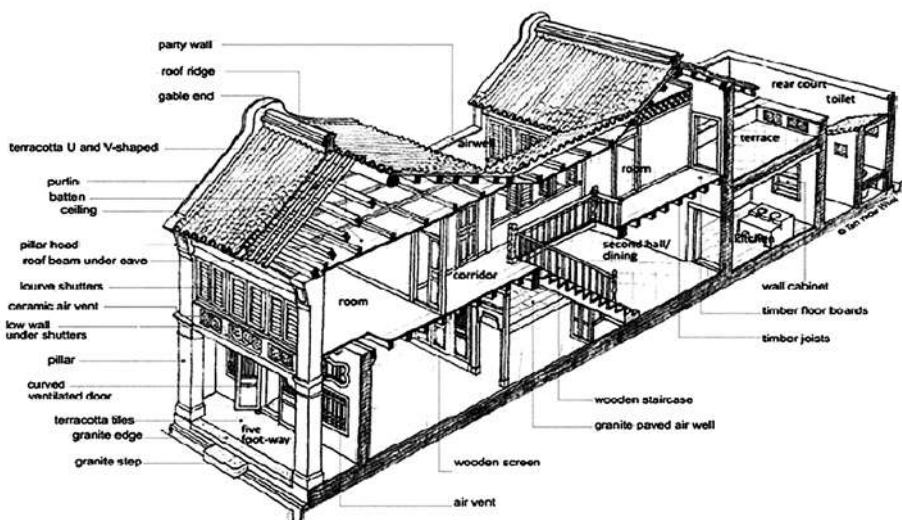 party wall
roof ridge
gable end
terracotta U and V-shaped
purlin
batten
ceiling
pillar hood
roof beam under eave
lourve shutters
ceramic air vent
low wall
under shutters
pillar
curved
ventilated door
terracotta tiles
granite edge
granite step
five
foot-way
room
corridor
airwell
room
second hall/
dining
kitchen
terrace
rear court
toilet
wall cabinet
timber floor boards
timber joists
wooden staircase
granite paved air well
wooden screen
air vent